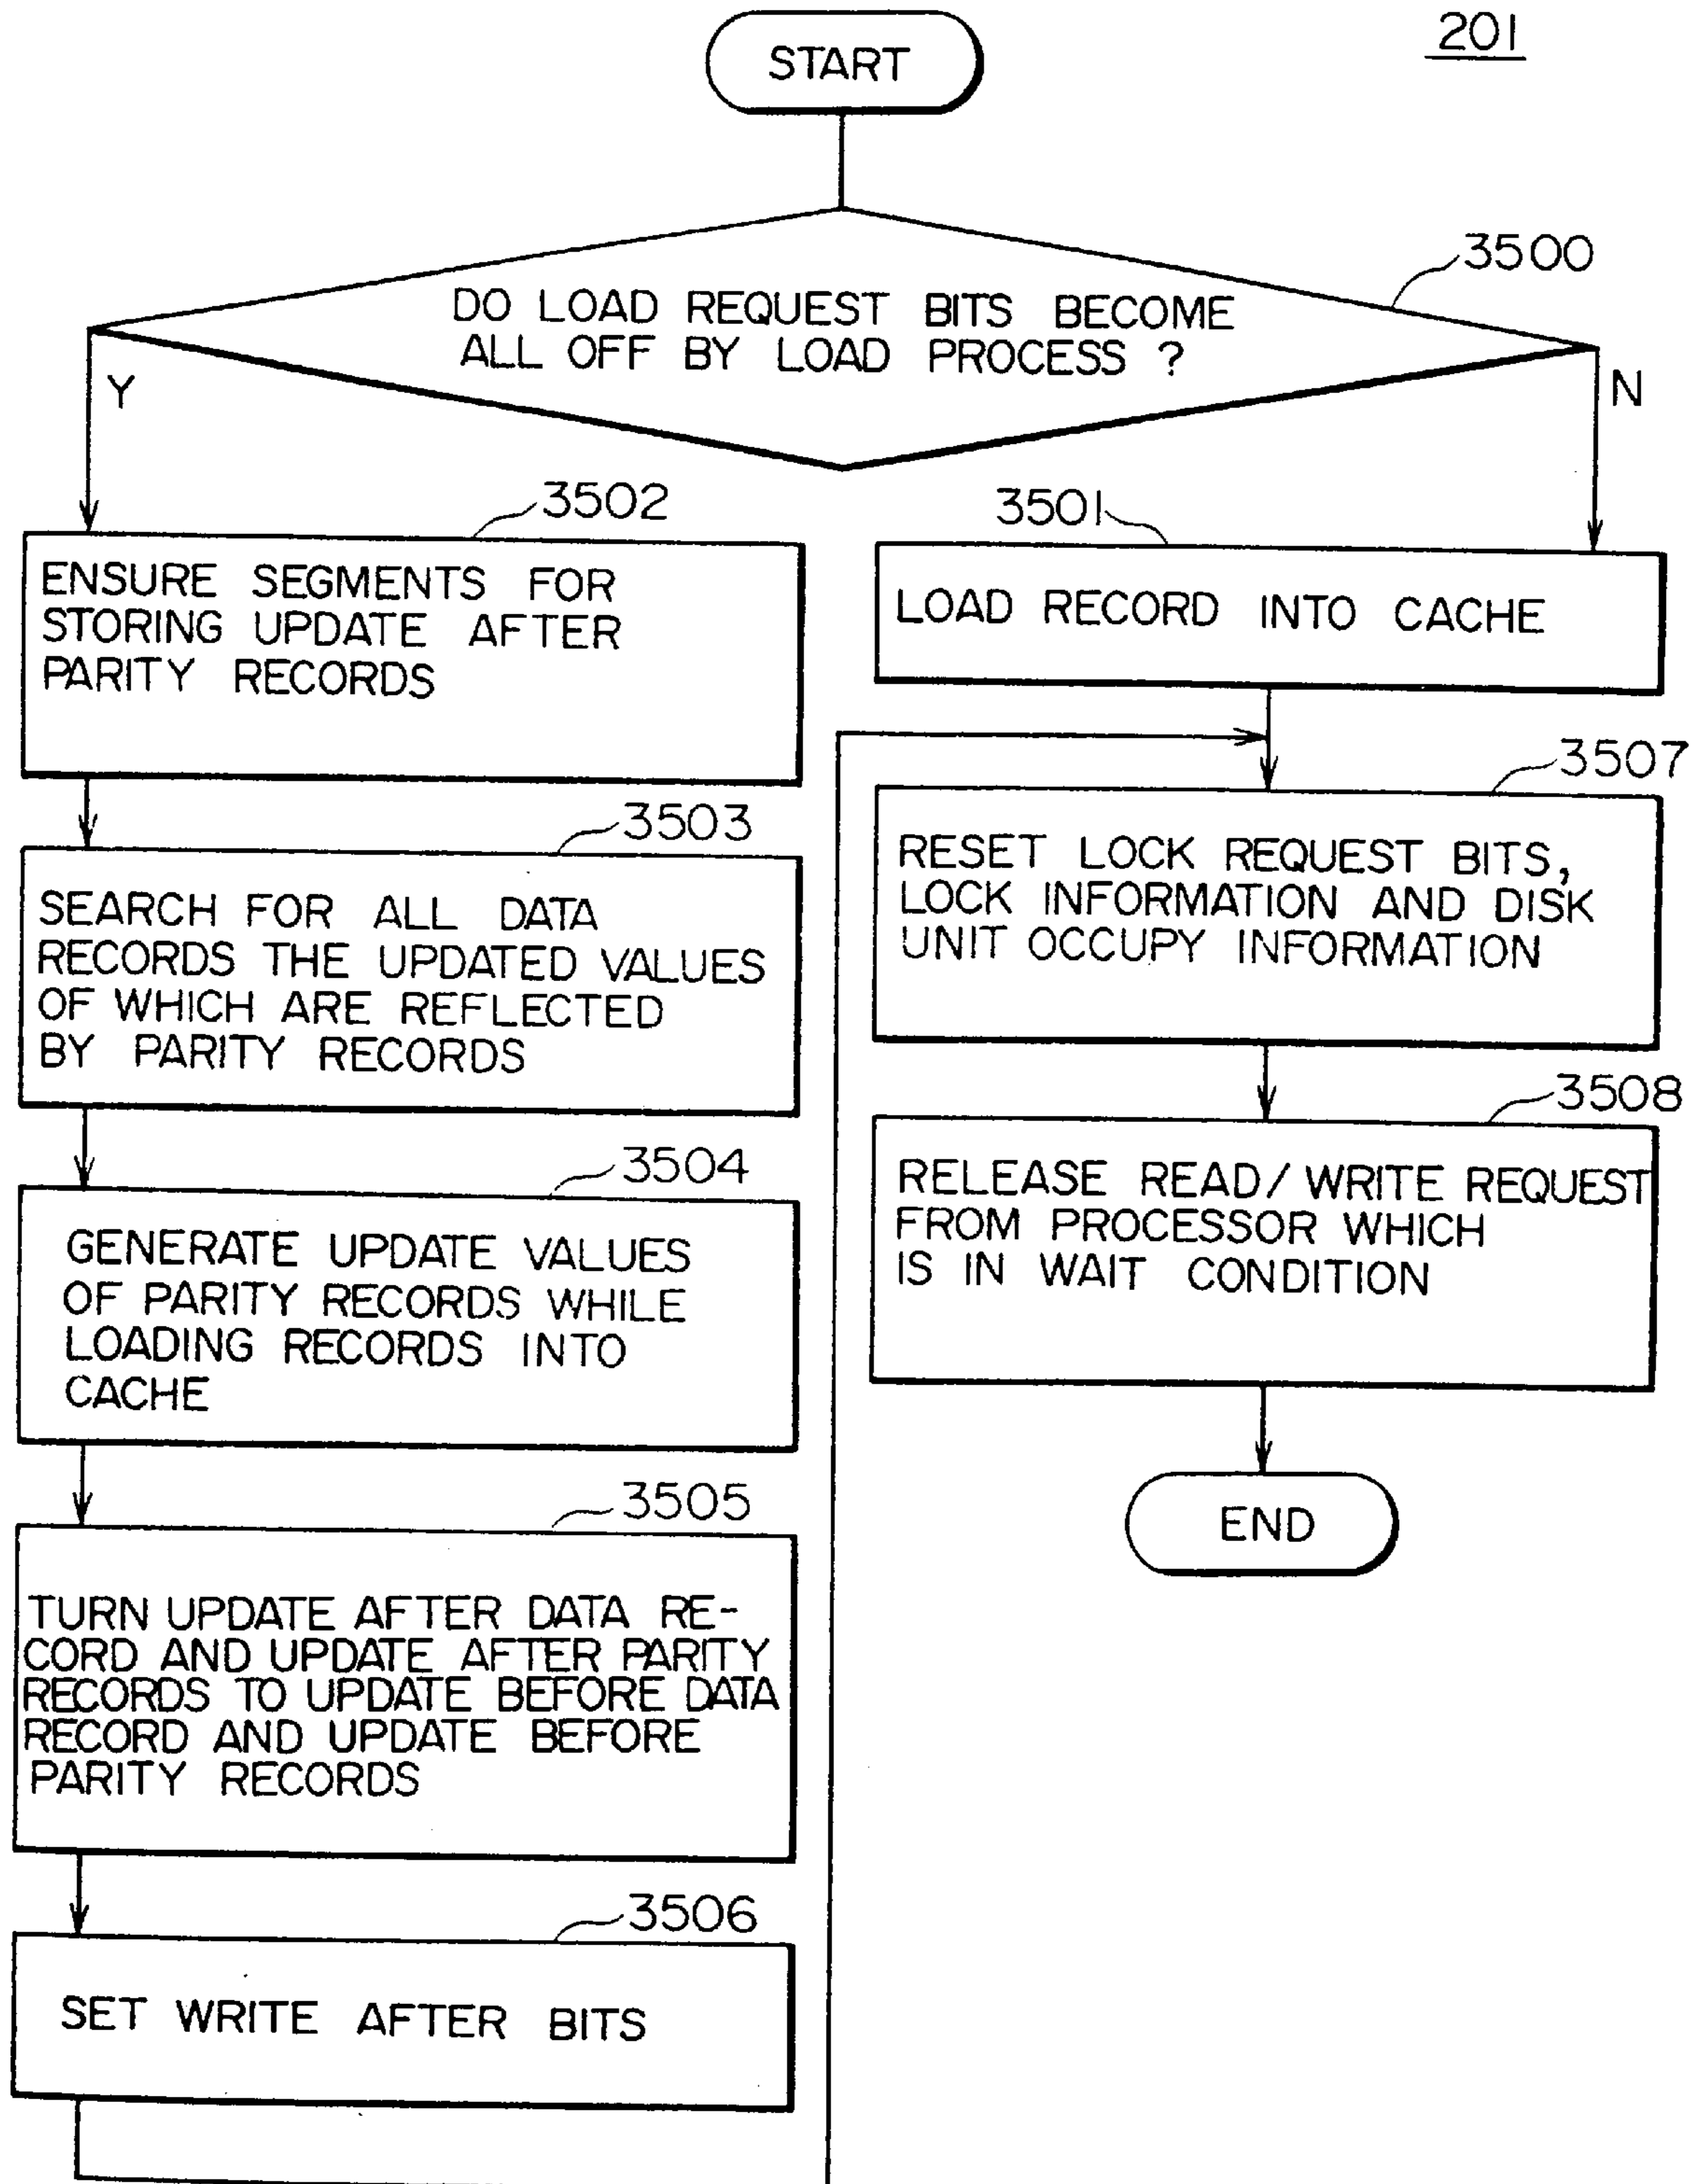 201
START
3500
DO LOAD REQUEST BITS BECOME
ALL OFF BY LOAD PROCESS ?
Y
N
3502
ENSURE SEGMENTS FOR
STORING UPDATE AFTER
PARITY RECORDS
3503
SEARCH FOR ALL DATA
RECORDS THE UPDATED VALUES
OF WHICH ARE REFLECTED
BY PARITY RECORDS
3504
GENERATE UPDATE VALUES
OF PARITY RECORDS WHILE
LOADING RECORDS INTO
CACHE
3505
TURN UPDATE AFTER DATA RE-
CORD AND UPDATE AFTER PARITY
RECORDS TO UPDATE BEFORE DATA
RECORD AND UPDATE BEFORE
PARITY RECORDS
3506
SET WRITE AFTER BITS
3501
LOAD RECORD INTO CACHE
3507
RESET LOCK REQUEST BITS,
LOCK INFORMATION AND DISK
UNIT OCCUPY INFORMATION
3508
RELEASE READ/WRITE REQUEST
FROM PROCESSOR WHICH
IS IN WAIT CONDITION
END